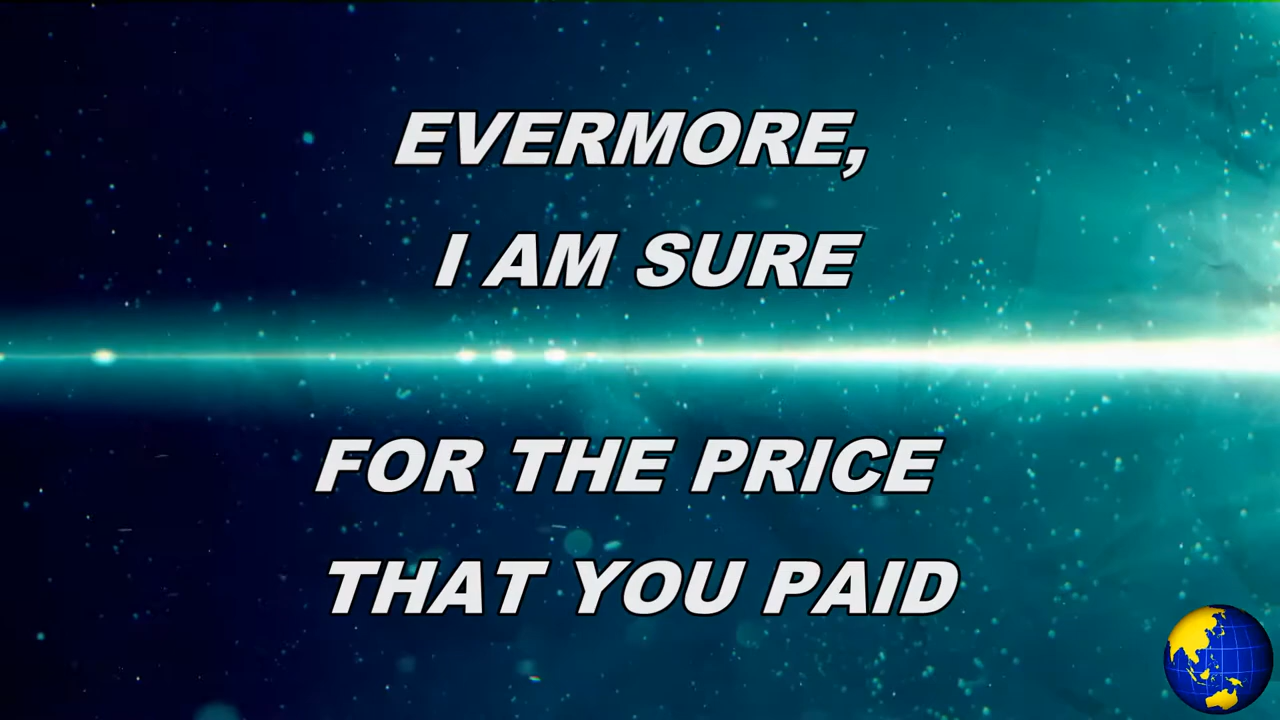 EVERMORE,
I AM SURE
FOR THE PRICE
THAT YOU PAID